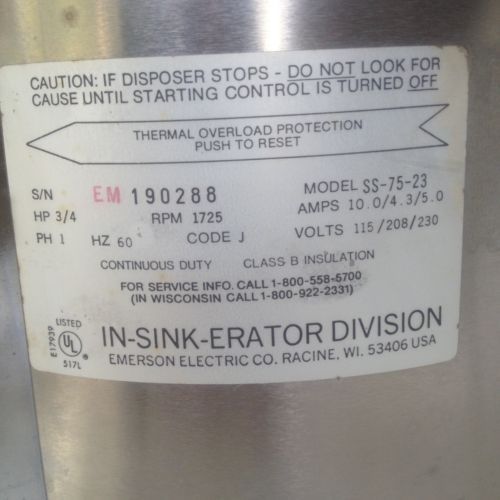 CAUTION: IF DISPOSER STOPS - DO NOT LOOK FOR
CAUSE UNTIL STARTING CONTROL IS TURNED OFF
THERMAL OVERLOAD PROTECTION
PUSH TO RESET
S/N EM 190288 MODEL SS-75-23
HP 3/4 RPM 1725 AMPS 10.0/4.3/5.0
PH 1 HZ 60 CODE J VOLTS 115/208/230
CONTINUOUS DUTY CLASS B INSULATION
FOR SERVICE INFO. CALL 1-800-558-5700
(IN WISCONSIN CALL 1-800-922-2331)
E17939
LISTED
UL
517L
IN-SINK-ERATOR DIVISION
EMERSON ELECTRIC CO. RACINE, WI. 53406 USA